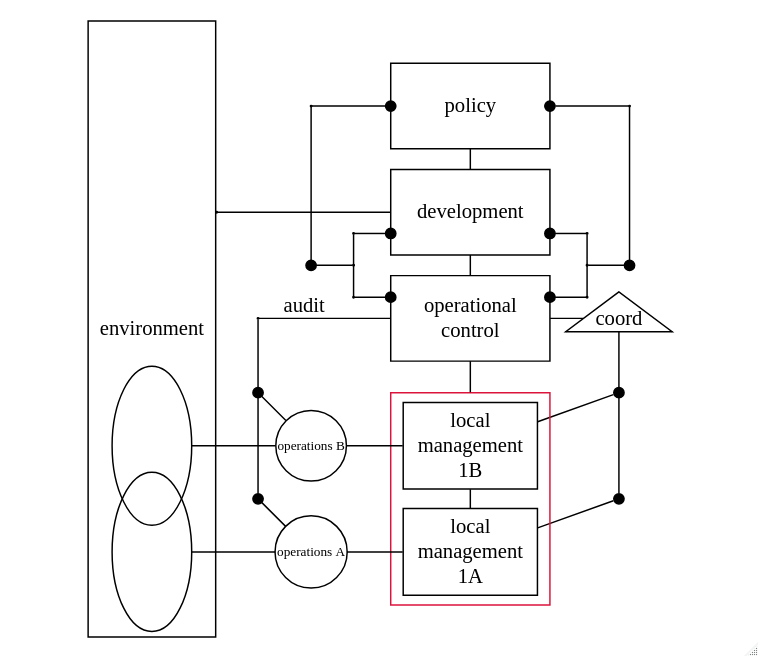 policy
development
audit
operational
control
coord
environment
operations B
local
management
1B
operations A
local
management
1A